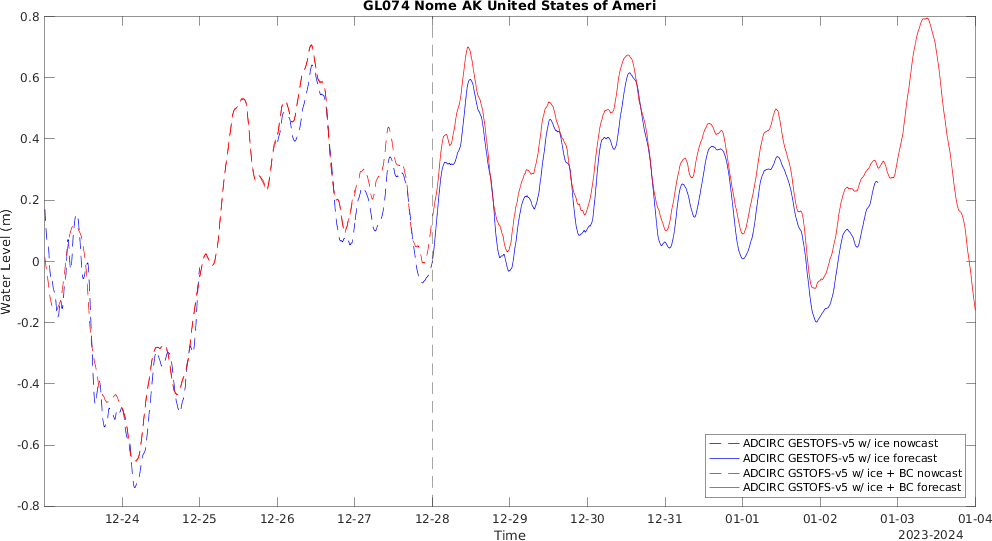 GL074 Nome AK United States of Ameri
0.8
0.6
0.4
0.2
0
-0.2
-0.4
-0.6
-0.8
Water Level (m)
12-24 12-25 12-26 12-27 12-28 12-29 12-30 12-31 01-01 01-02 01-03 01-04
Time
2023-2024
ADCIRC GESTOFS-v5 w/ ice nowcast
ADCIRC GESTOFS-v5 w/ ice forecast
ADCIRC GSTOFS-v5 w/ ice + BC nowcast
ADCIRC GSTOFS-v5 w/ ice + BC forecast